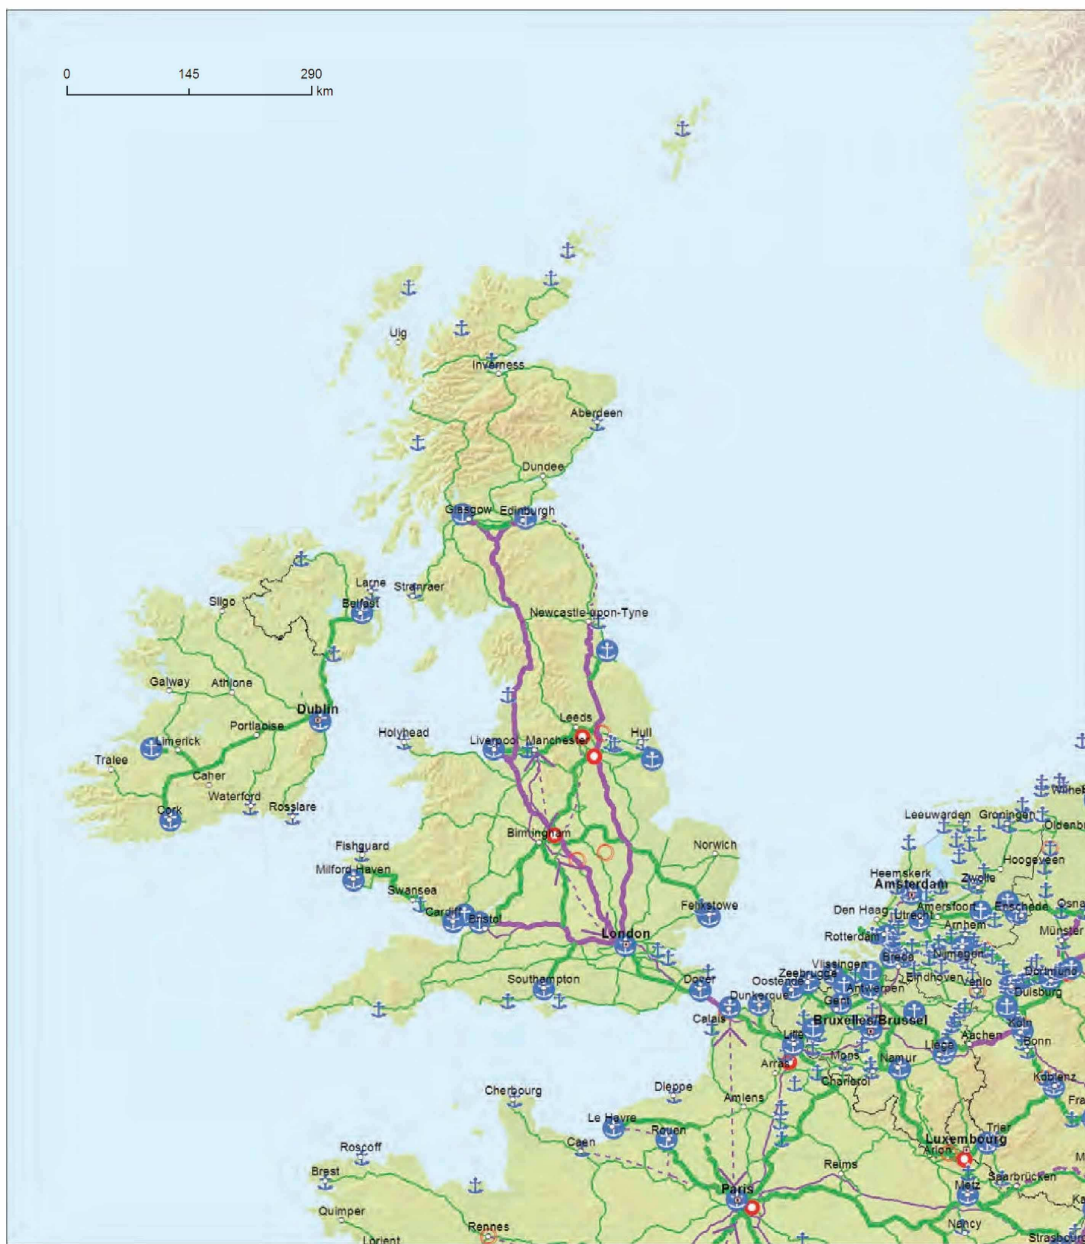 0 145 290
km
Uig
Inverness
Aberdeen
Dundee
Glasgow
Edinburgh
Larne
Stranraer
Belfast
Sligo
Newcastle-upon-Tyne
Galway
Athlone
Dublin
Leeds
Hull
Portlaoise
Holyhead
Liverpool
Manchester
Limerick
Tralee
Caher
Waterford
Rosslare
Cork
Birmingham
Norwich
Fishguard
Milford Haven
Swansea
Cardiff
Bristol
Felixstowe
London
Southampton
Dover
Leeuwarden
Groningen
Wilhe
Oldenbu
Hoogeveen
Heemskerk
Zwolle
Amsterdam
Den Haag
Amersfoort
Enschede
Osna
Utrecht
Arnhem
Rotterdam
Münster
Nijmegen
Breda
Vlissingen
Zeebrugge
Oostende
Eindhoven
Venlo
Dortmund
Duisburg
Antwerpen
Gent
Dunkerque
Calais
Bruxelles/Brussel
Köln
Lille
Aachen
Bonn
Liège
Mons
Namur
Arras
Charleroi
Koblenz
Fra
Cherbourg
Dieppe
Amiens
Le Havre
Rouen
Caen
Trier
Luxembourg
Arlon
Roscoff
Brest
Reims
Saarbrücken
Metz
Paris
Quimper
Rennes
Nancy
Lorient
Strasbourg